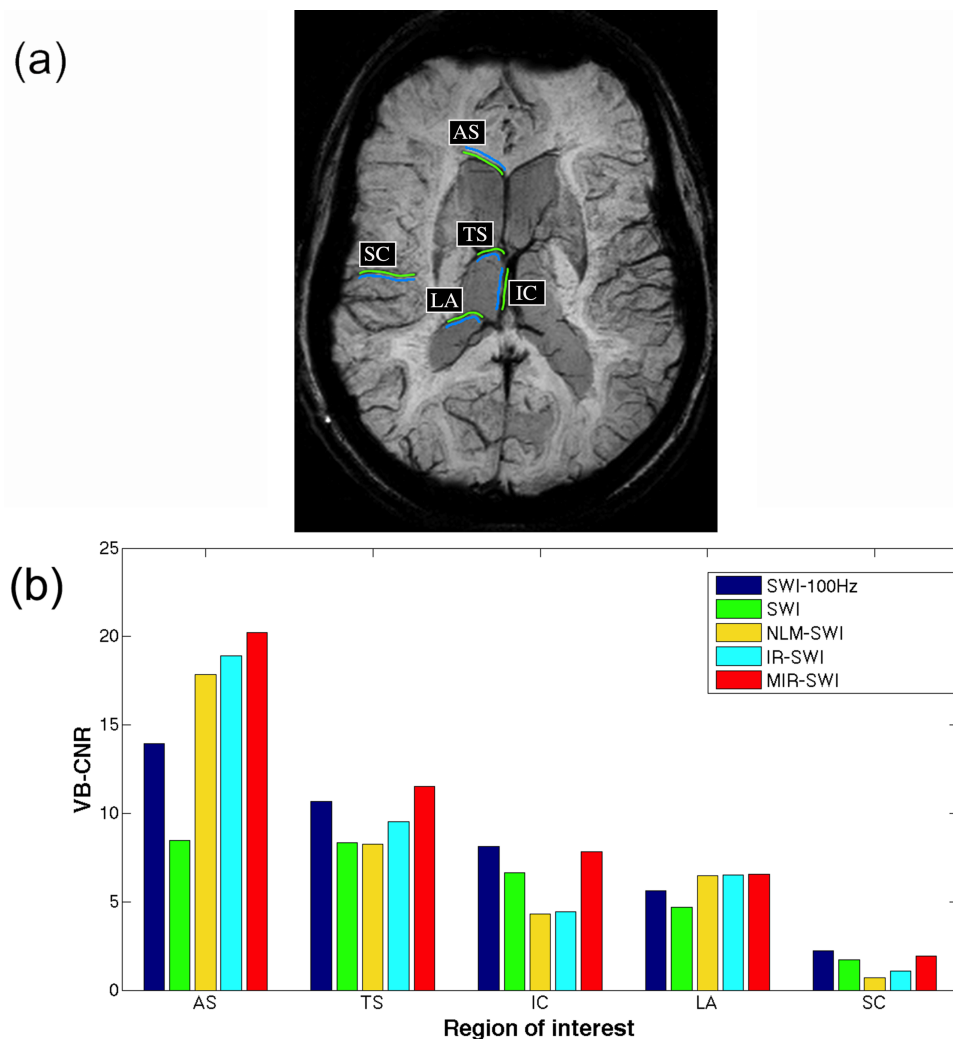 (a)
AS
TS
SC
LA
IC
(b)
25
20
15
10
5
0
VB-CNR
SWI-100Hz
SWI
NLM-SWI
IR-SWI
MIR-SWI
AS
TS
IC
LA
SC
Region of interest